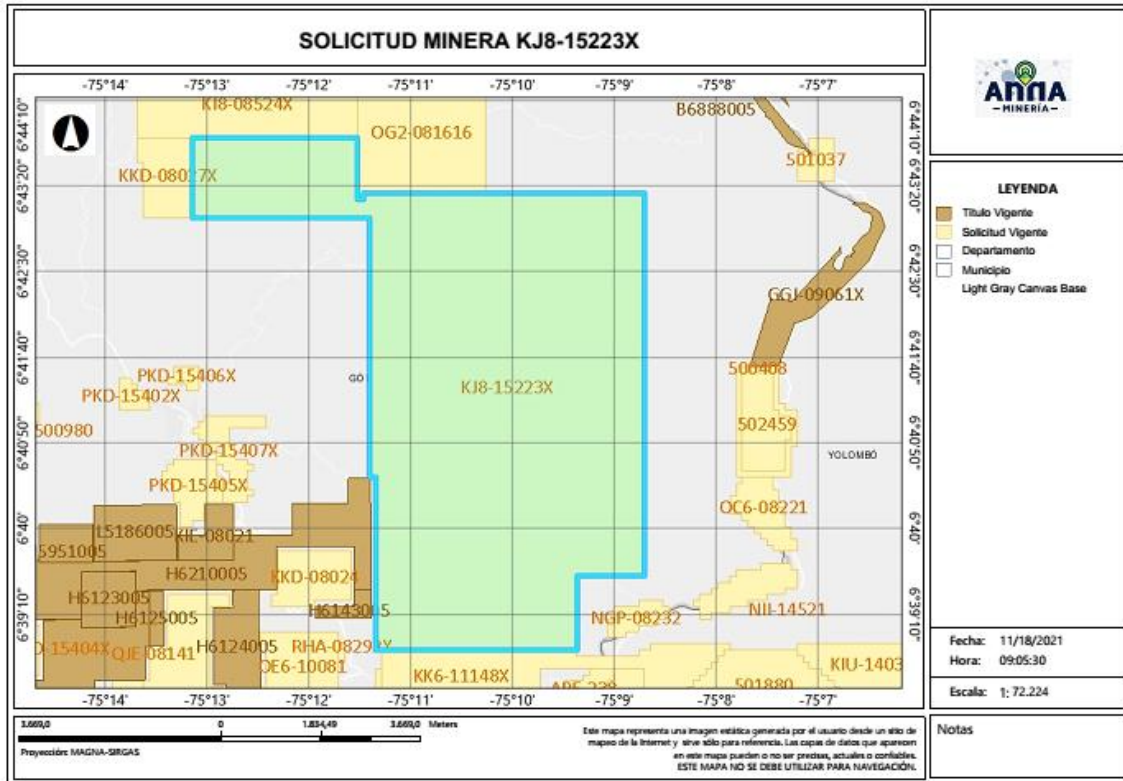 SOLICITUD MINERA KJ8-15223X
ANNA
MINERÍA
-75°14' -75°13' -75°12' -75°11' -75°10' -75°9' -75°8' -75°7'
6°44'10"
6°43'20"
6°42'30"
6°41'40"
6°40'50"
6°40'
6°39'10"
KI8-08524X
OG2-081616
B6888005
501037
KKD-08027X
GGJ-09061X
PKD-15406X
PKD-15402X
KJ8-15223X
502459
500980
PKD-15407X
YOLOMBÓ
PKD-15405X
OC6-08221
L5186005
KIE-08021
5951005
H6210005
KKD-08024
H6123005
H6125005
H6143005
NII-14521
NGP-08232
H6124005
QJE-08141
OE6-10081
KK6-11148X
501880
KIU-1403
6°44'10"
6°43'20"
6°42'30"
6°41'40"
6°40'50"
6°40'
6°39'10"
-75°14' -75°13' -75°12' -75°11' -75°10' -75°9' -75°8' -75°7'
LEYENDA
Título Vigente
Solicitud Vigente
Departamento
Municipio
Light Gray Canvas Base
Fecha: 11/18/2021
Hora: 09:05:30
Escala: 1: 72.224
Notas
3.669,0 0 1.834,49 3.669,0 Meters
Proyección: MAGNA-SIRGAS
Este mapa representa una imagen estática generada por el usuario desde un sitio de
mapeo de la Internet y sirve sólo para referencia. Las capas de datos que aparecen
en este mapa pueden o no ser precisas, actuales o confiables.
ESTE MAPA NO SE DEBE UTILIZAR PARA NAVEGACIÓN.